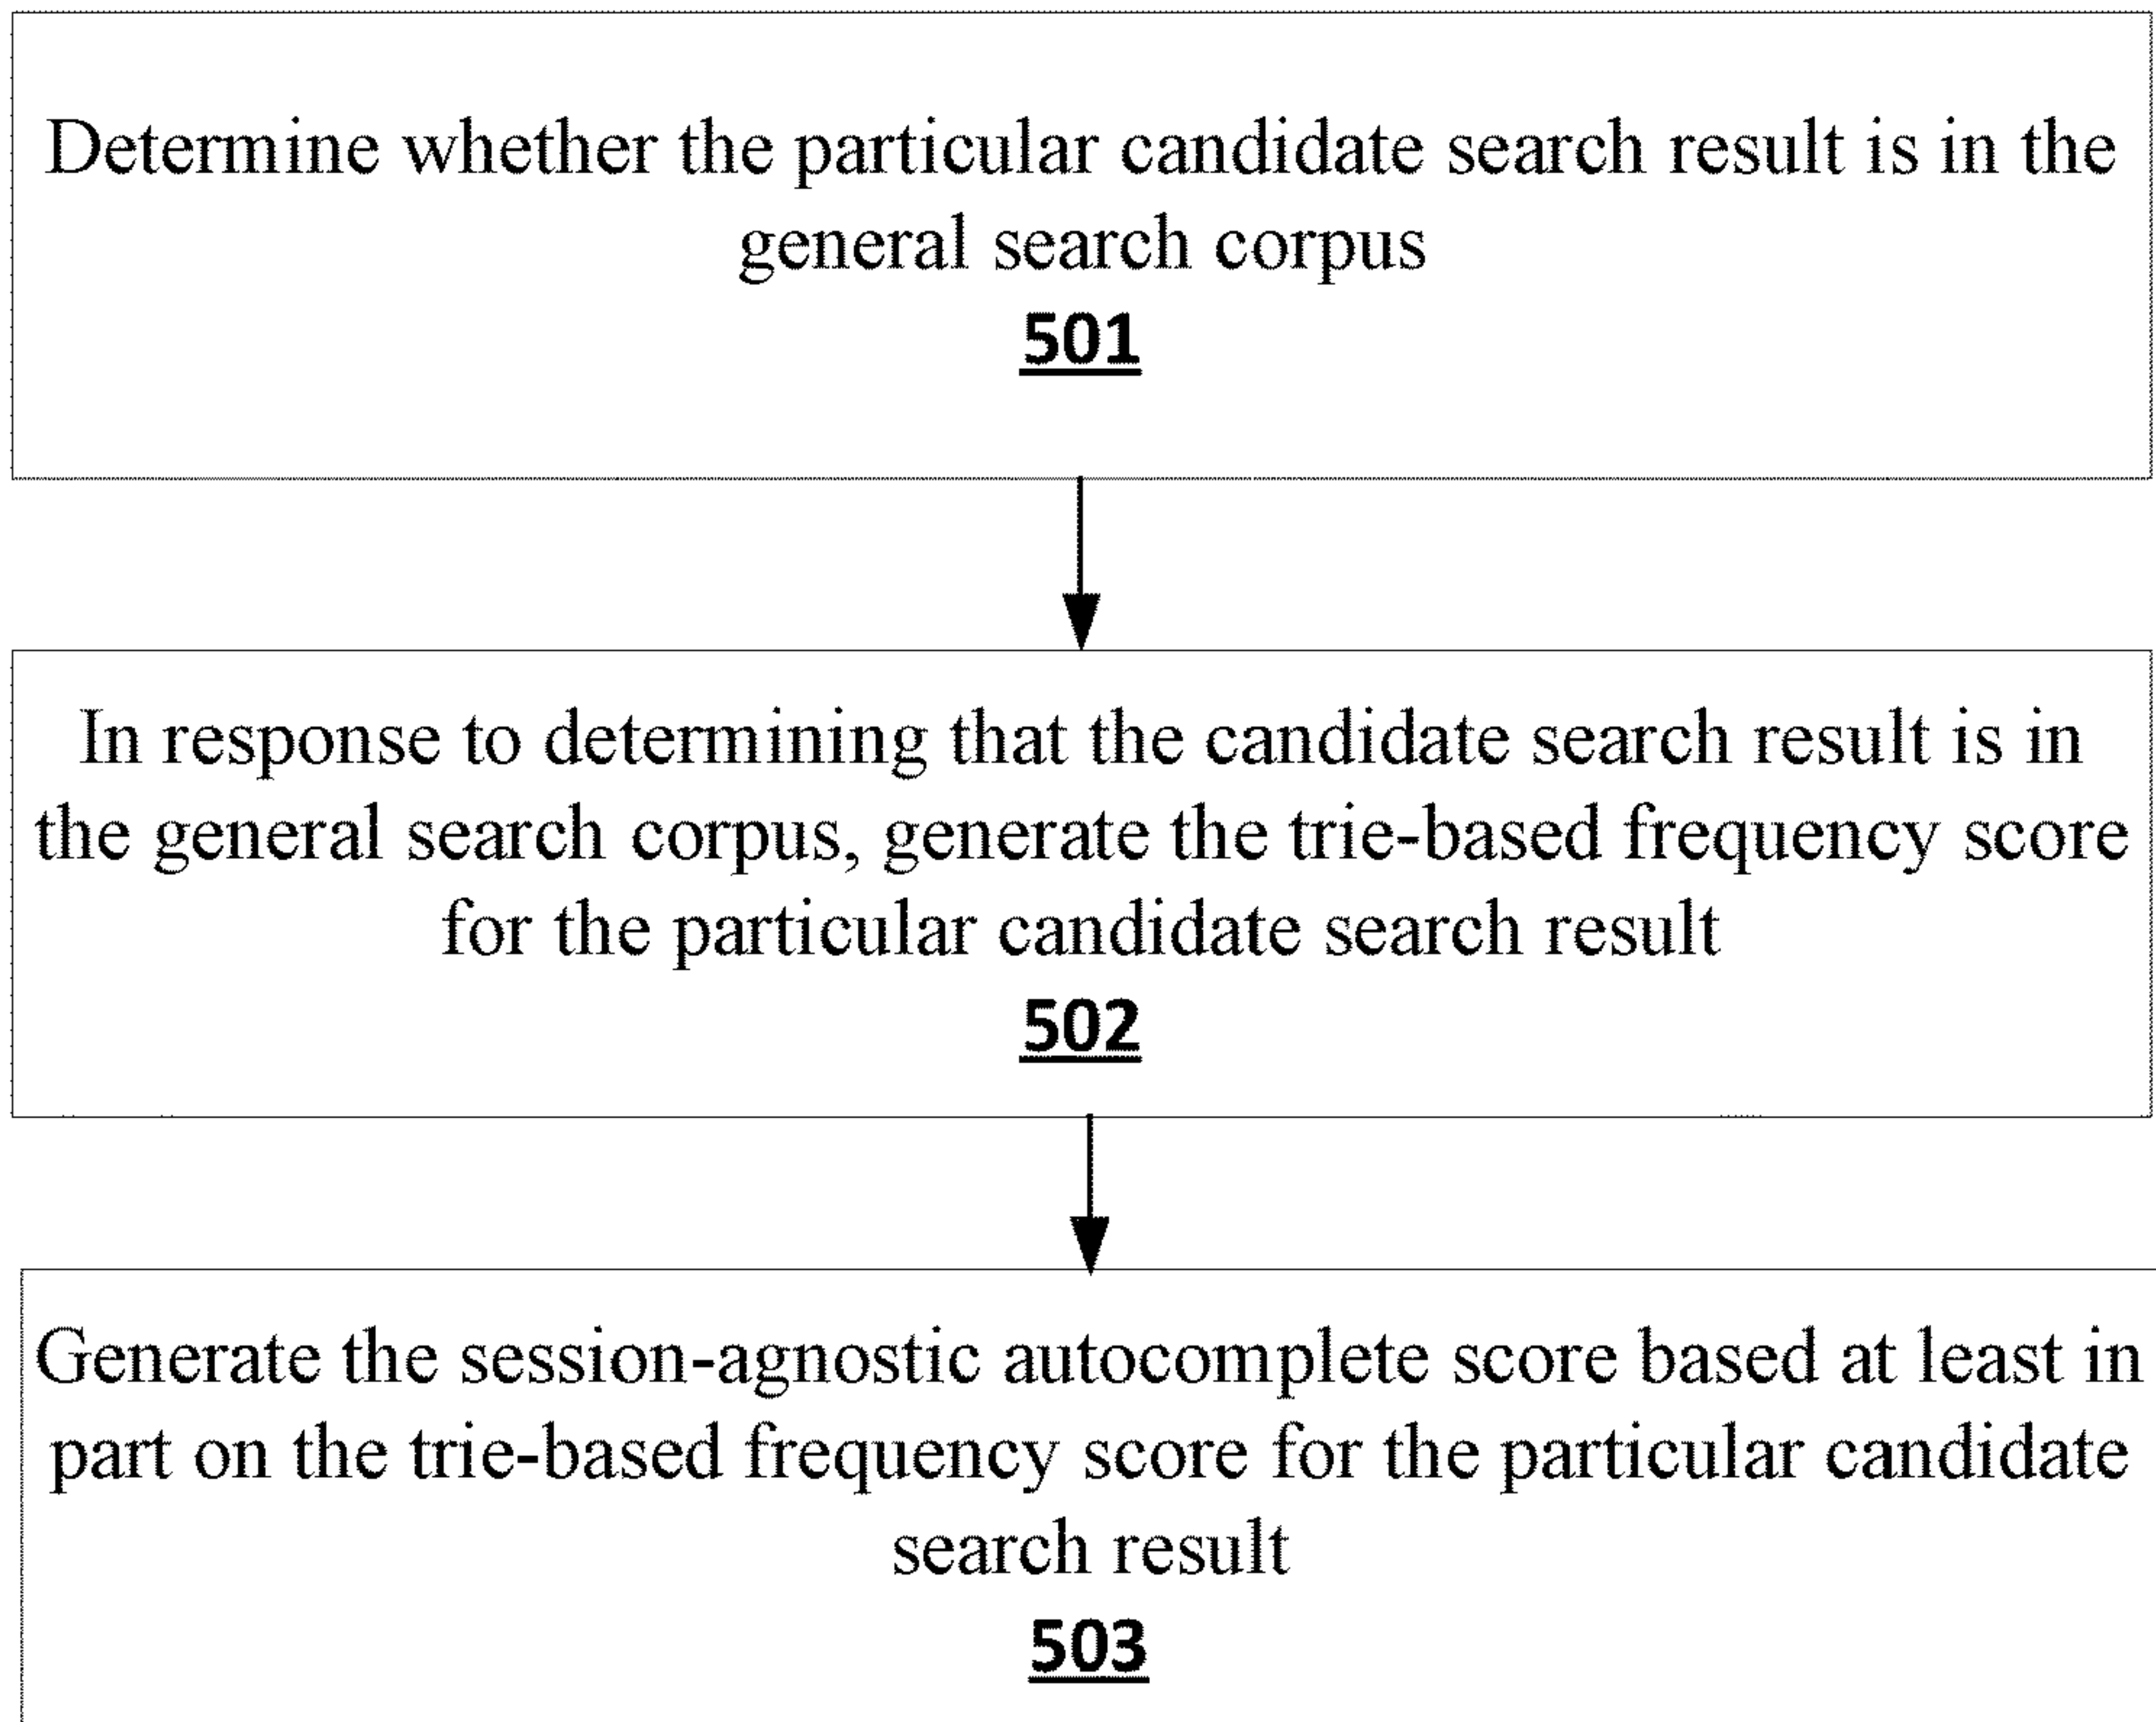 Determine whether the particular candidate search result is in the
general search corpus
501
In response to determining that the candidate search result is in
the general search corpus, generate the trie-based frequency score
for the particular candidate search result
502
Generate the session-agnostic autocomplete score based at least in
part on the trie-based frequency score for the particular candidate
search result
503